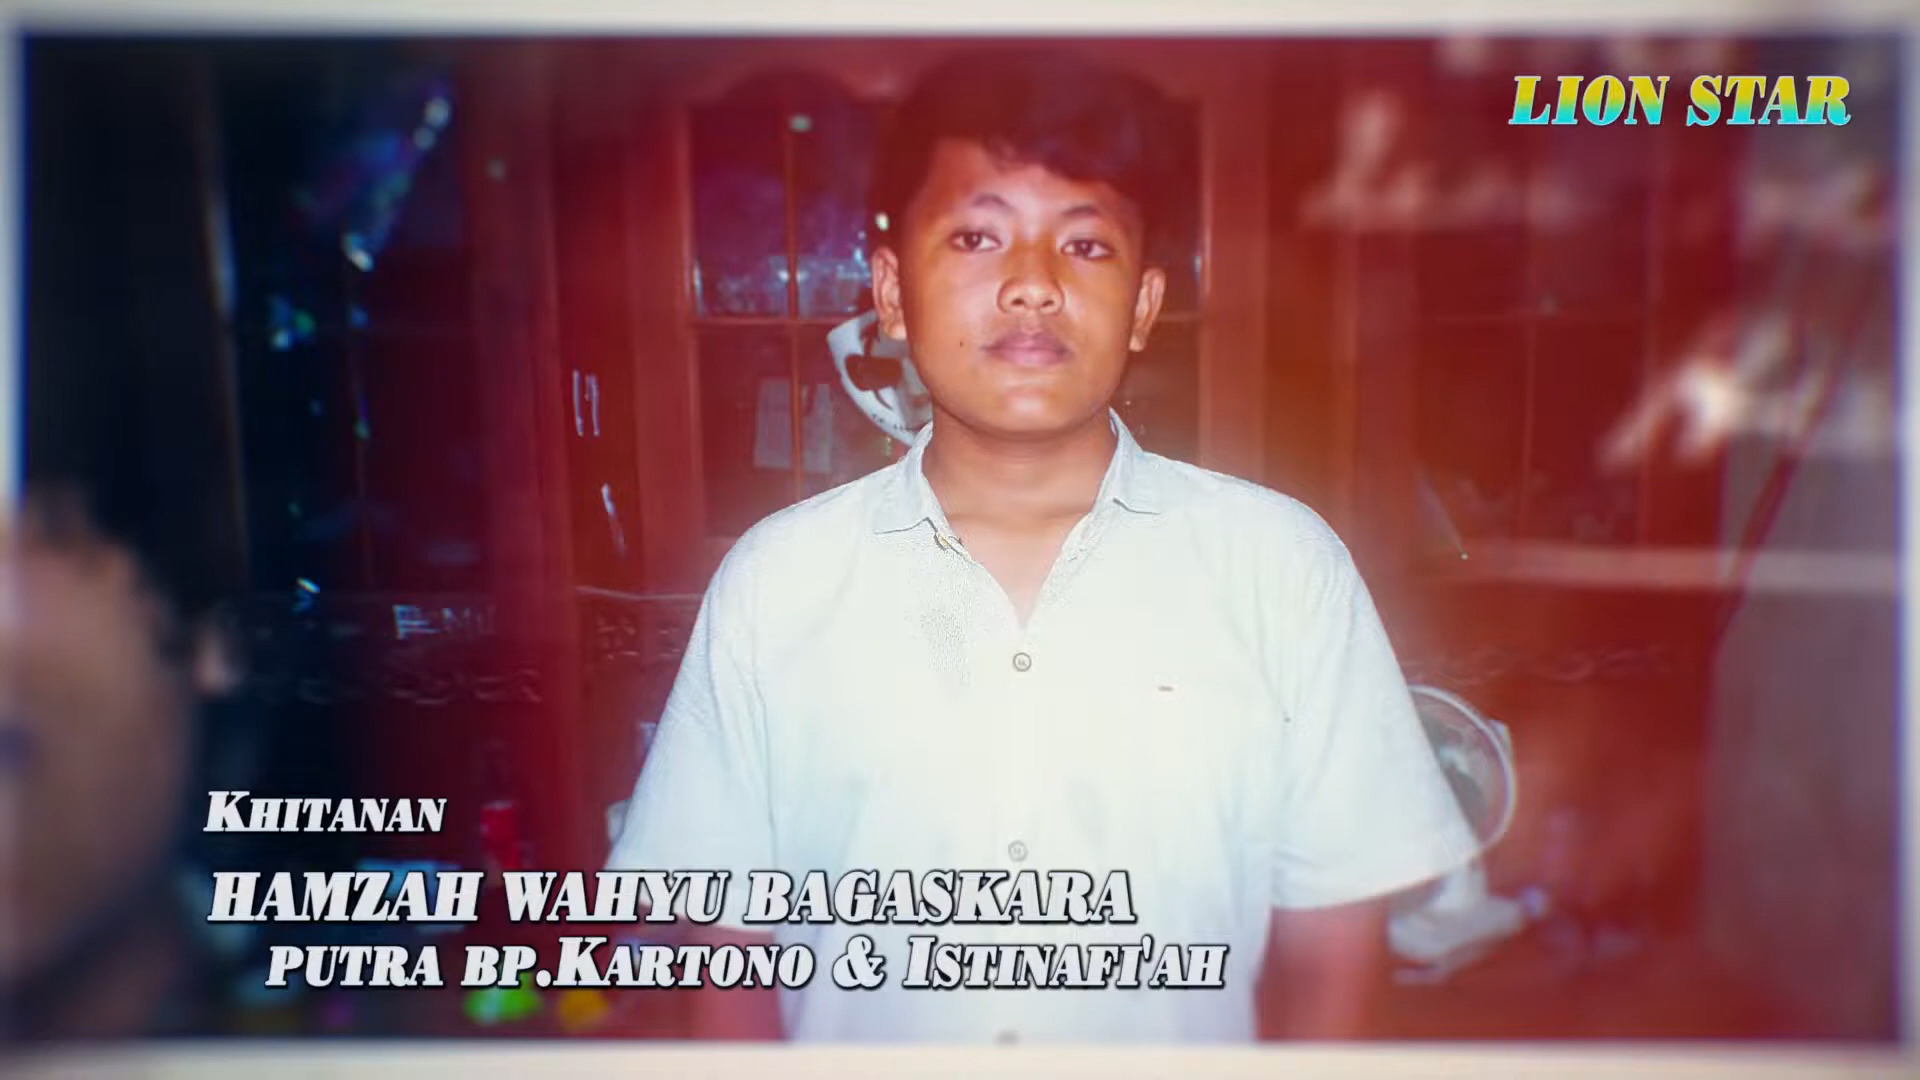 LION STAR
KHITANAN
HAMZAH WAHYU BAGASKARA
PUTRA BP.KARTONO & ISTINAFI'AH